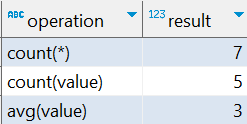 ABC operation 123 result
count(*) 7
count(value) 5
avg(value) 3